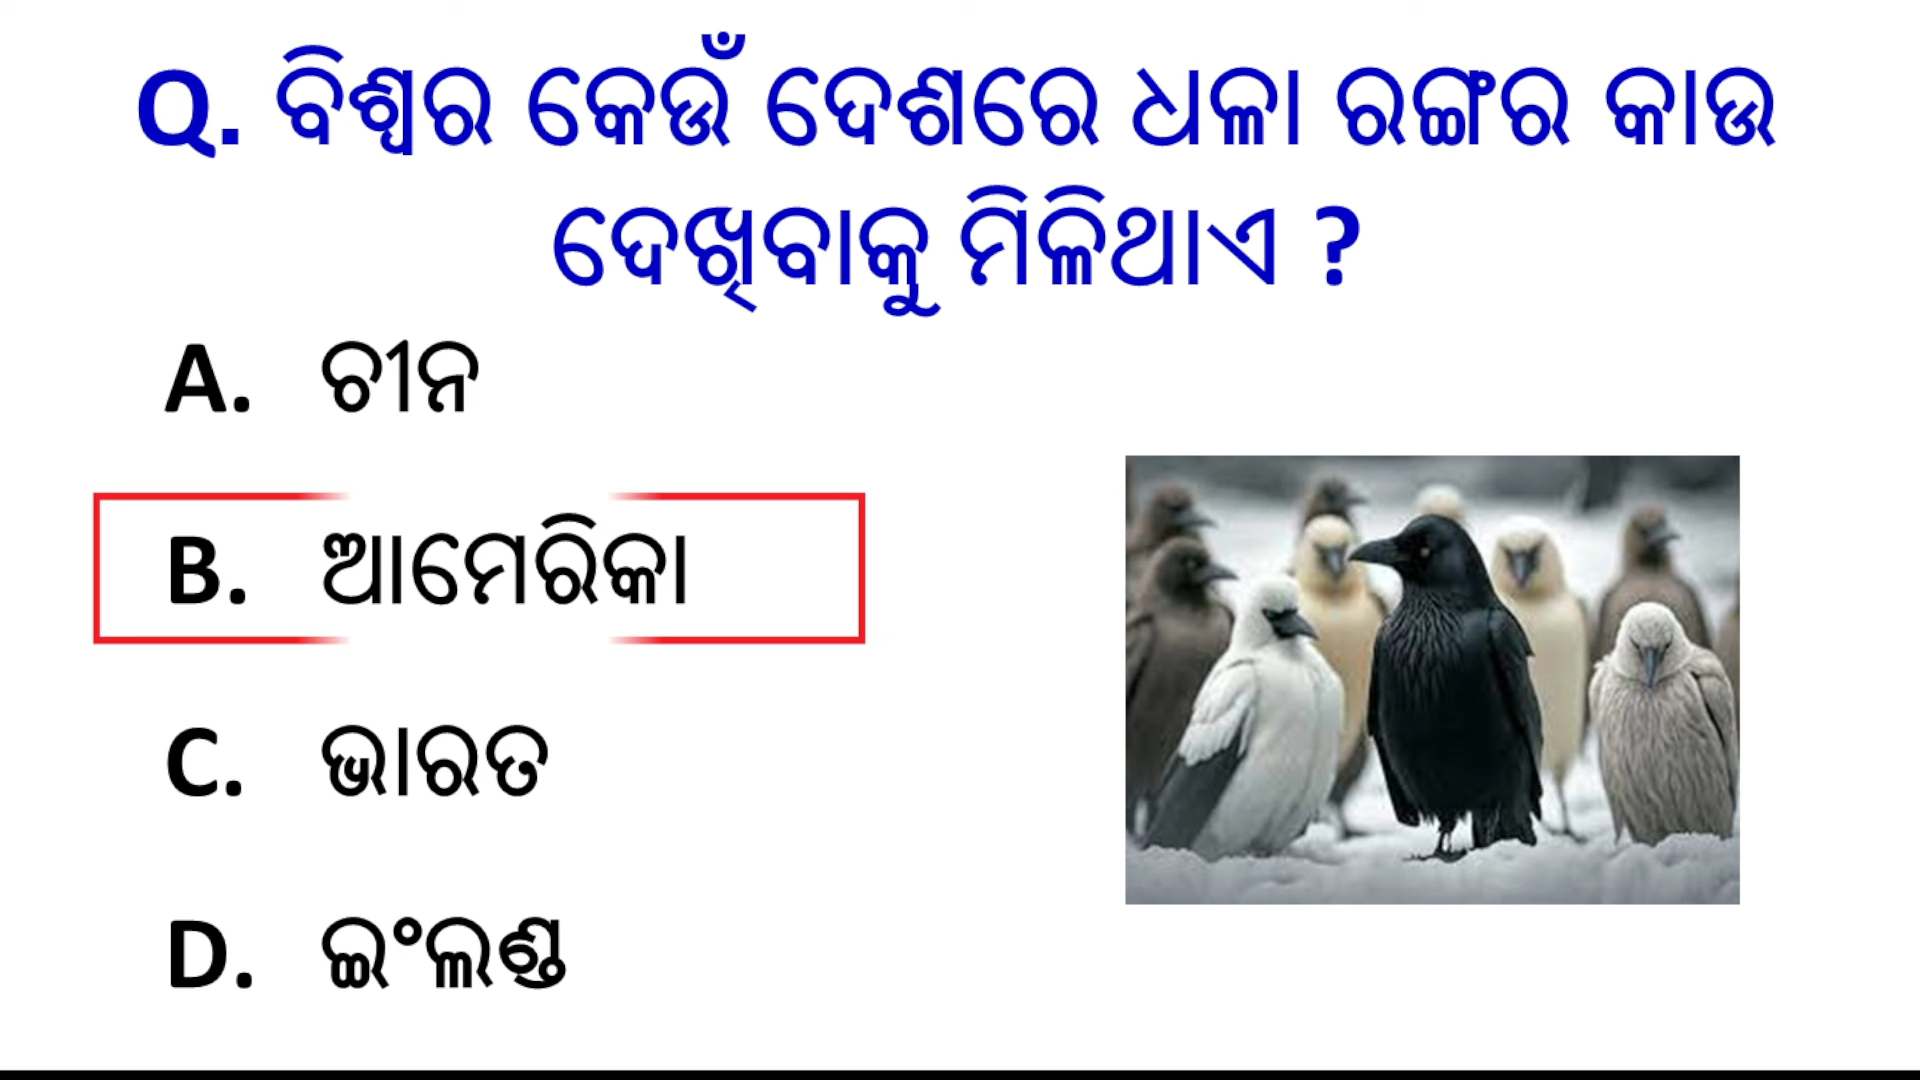 Q. ବିଶ୍ୱର କେଉଁ ଦେଶରେ ଧଳା ରଙ୍ଗର କାଉ
ଦେଖିବାକୁ ମିଳିଥାଏ ?
A. ଚୀନ
B. ଆମେରିକା
C. ଭାରତ
D. ଇଂଲଣ୍ଡ